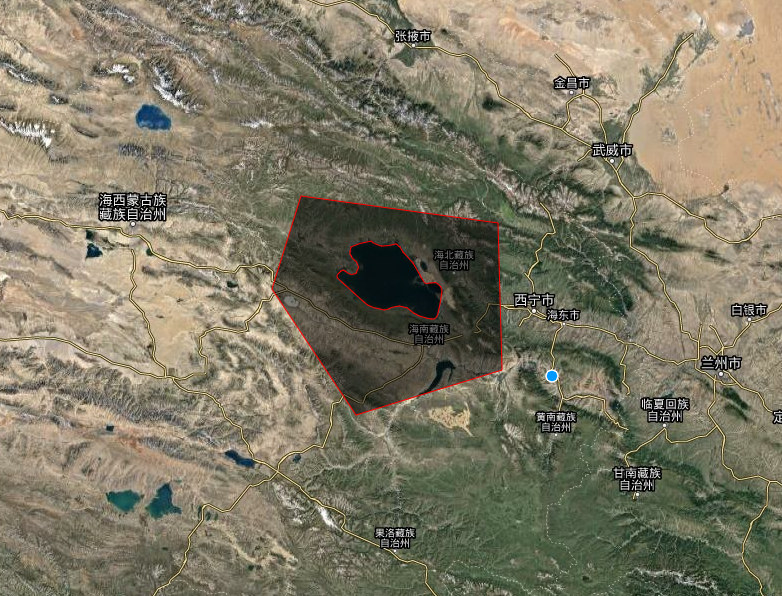 张掖市
金昌市
武威市
海西蒙古族
藏族自治州
海北藏族
自治州
西宁市
海东市
白银市
海南藏族
自治州
兰州市
临夏回族
自治州
黄南藏族
自治州
定
甘南藏族
自治州
果洛藏族
自治州